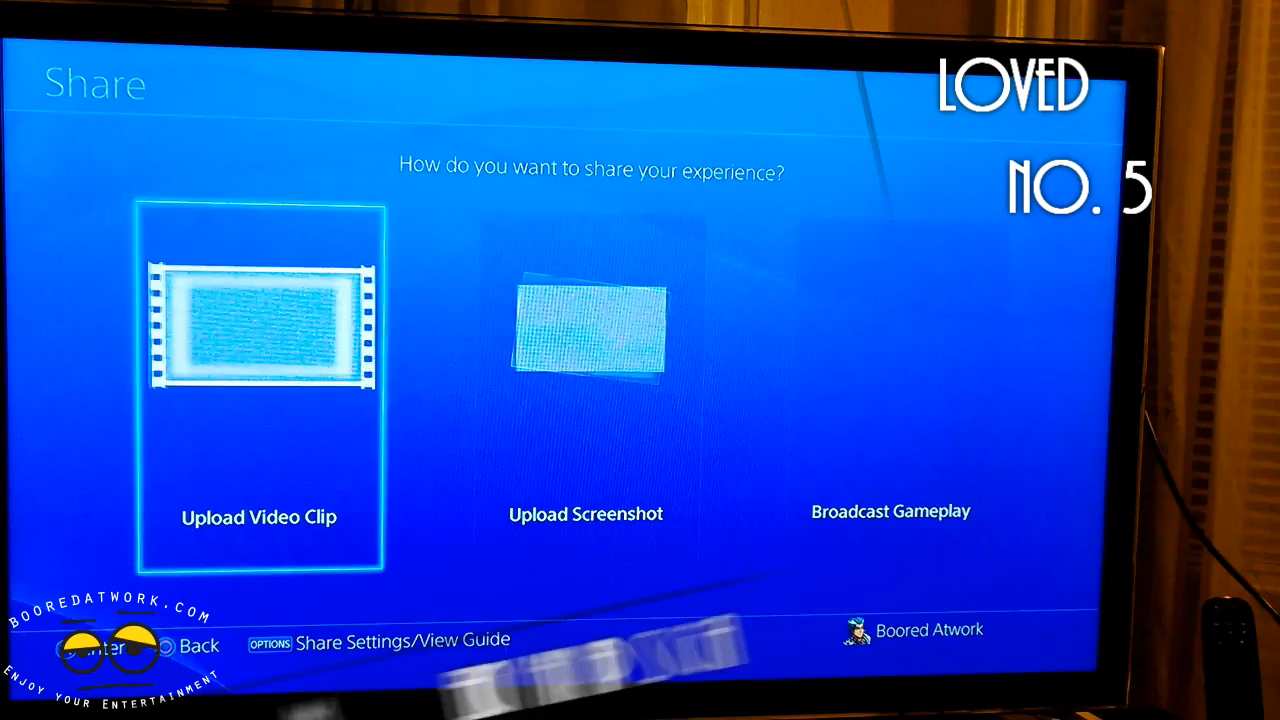 LOVED
NO. 5
Share
How do you want to share your experience?
Upload Video Clip
Upload Screenshot
Broadcast Gameplay
Back
OPTIONS Share Settings/View Guide
Boored Atwork
BOOREDATWORK.COM
ENJOY YOUR ENTERTAINMENT